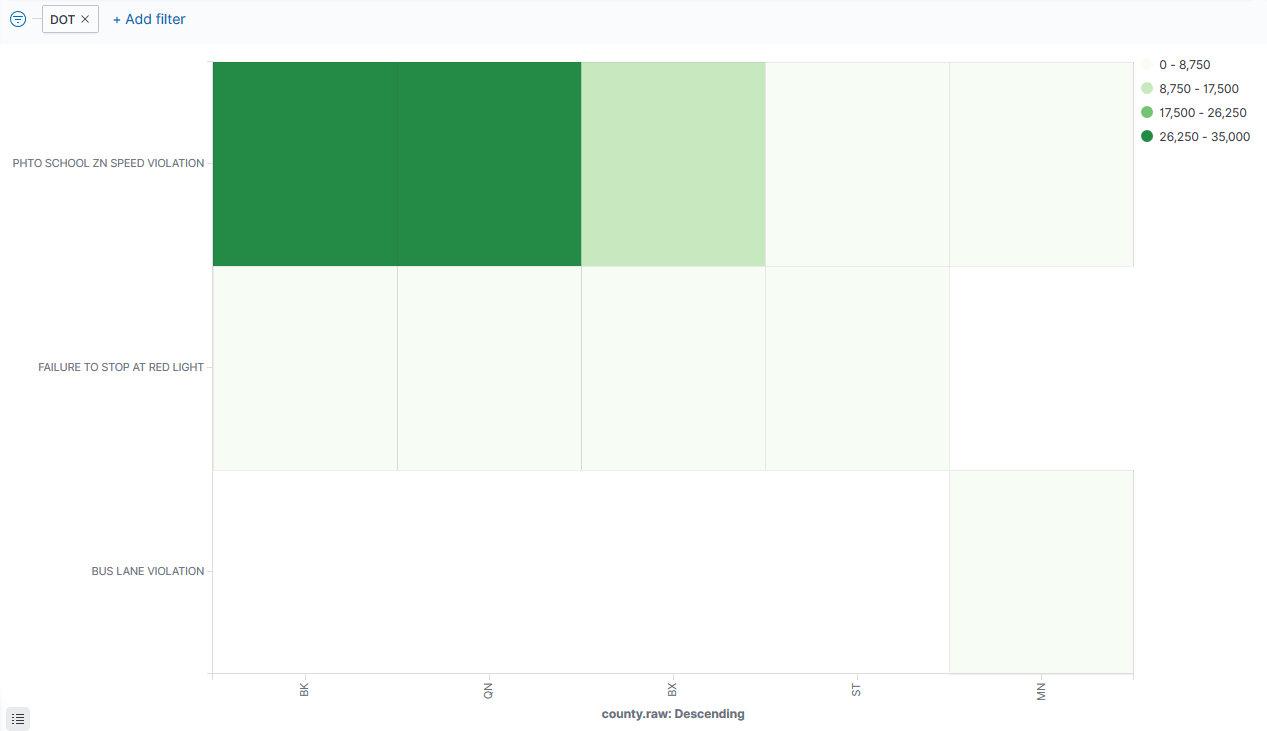 DOT ×
+ Add filter
0 - 8,750
8,750 - 17,500
17,500 - 26,250
26,250 - 35,000
PHTO SCHOOL ZN SPEED VIOLATION
FAILURE TO STOP AT RED LIGHT
BUS LANE VIOLATION
BK
QN
BX
ST
MN
county.raw: Descending